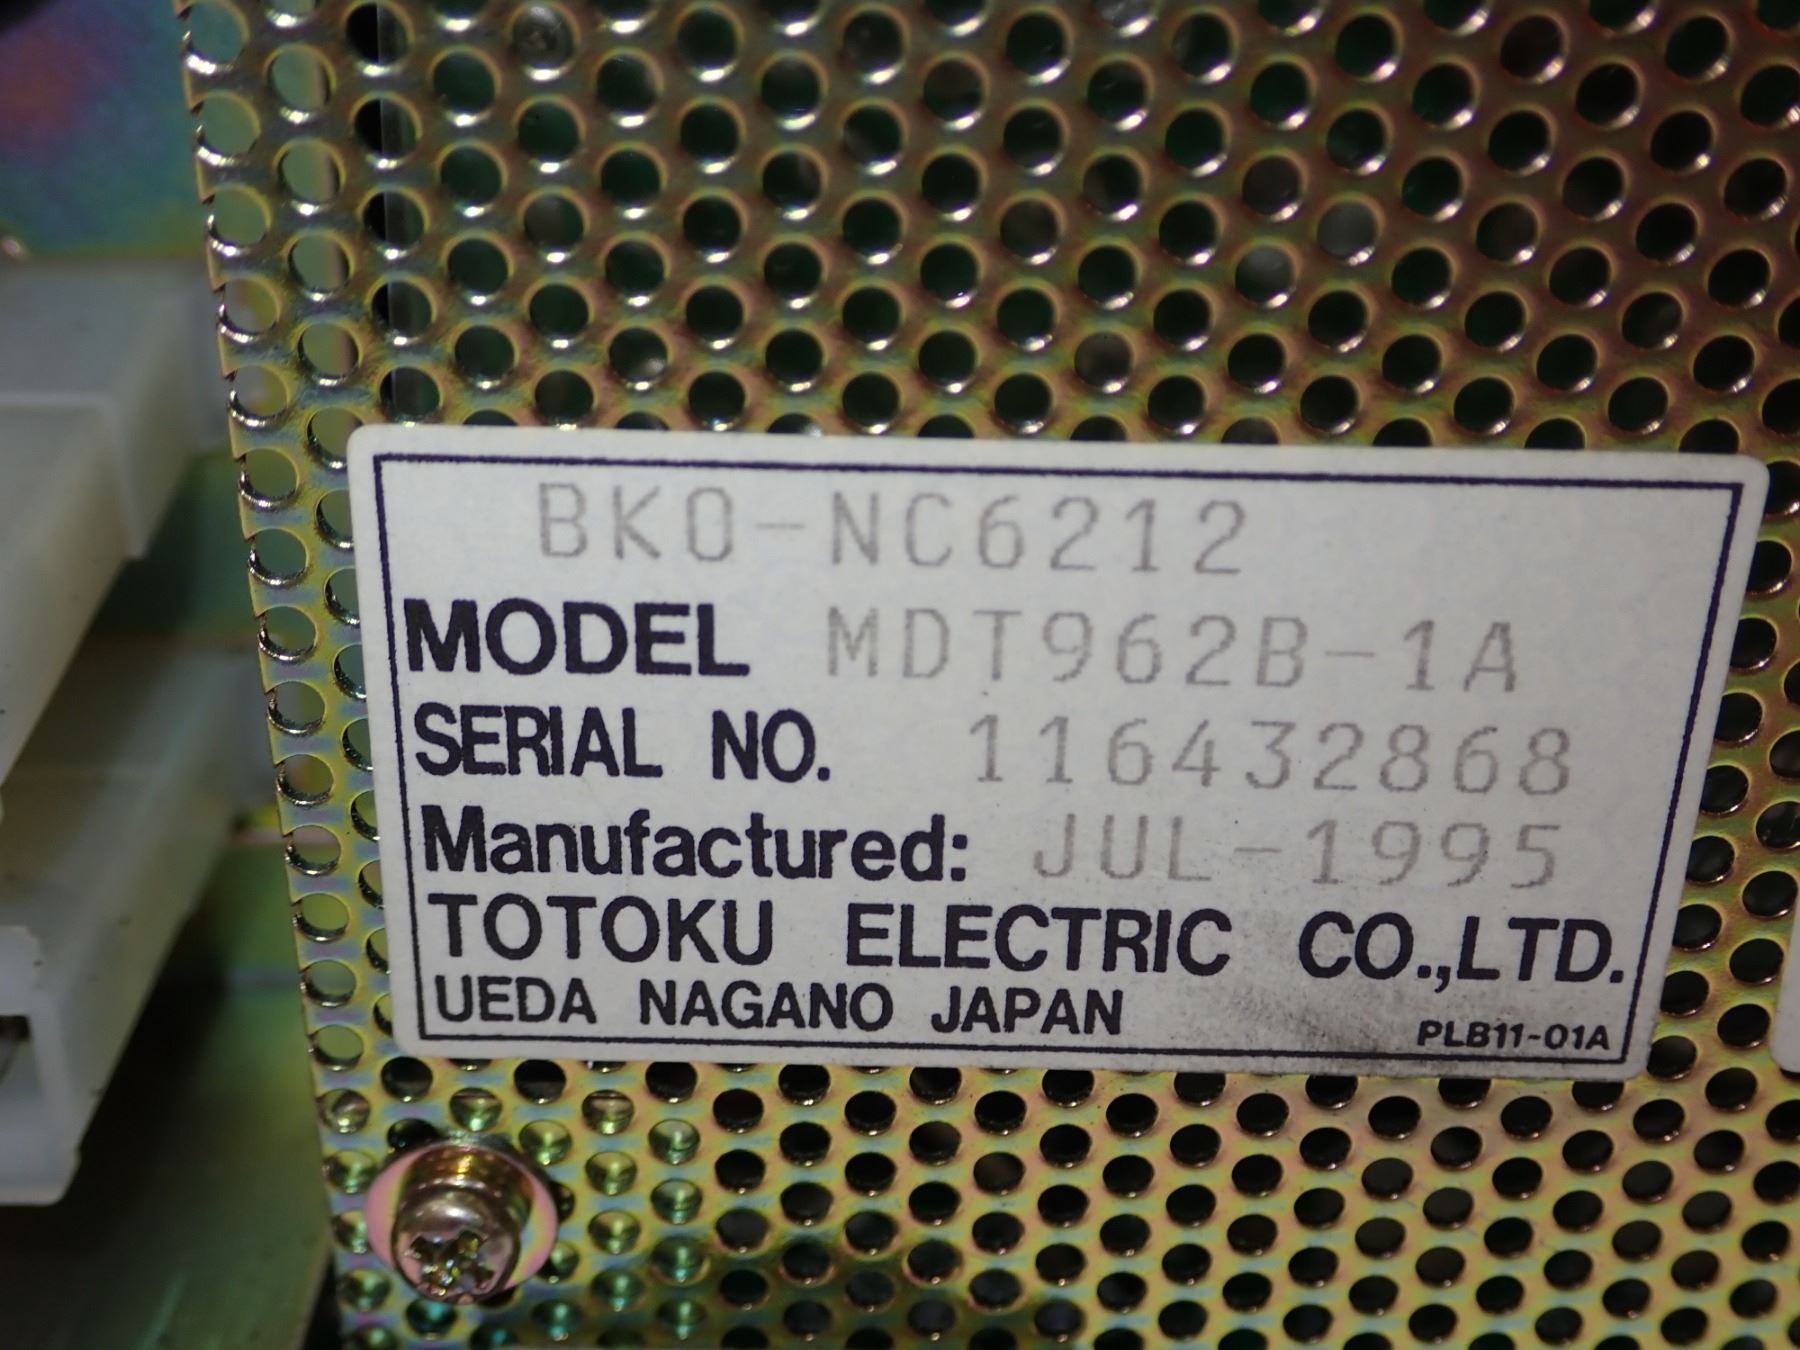 BKO-NC6212
MODEL MDT962B-1A
SERIAL NO. 116432868
Manufactured: JUL-1995
TOTOKU ELECTRIC CO.,LTD.
UEDA NAGANO JAPAN
PLB11-01A